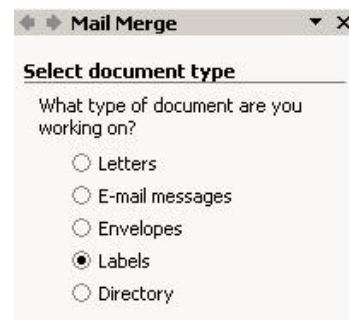 Mail Merge
Select document type
What type of document are you
working on?
Letters
E-mail messages
Envelopes
Labels
Directory